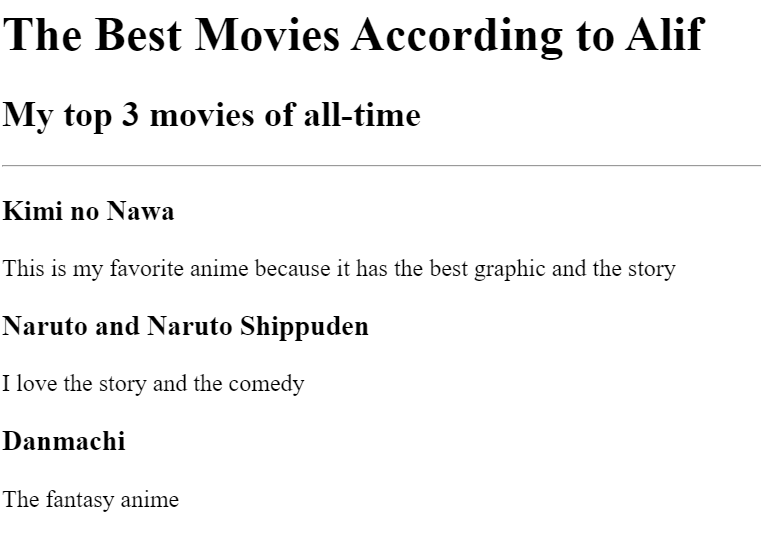 The Best Movies According to Alif
My top 3 movies of all-time
Kimi no Nawa
This is my favorite anime because it has the best graphic and the story
Naruto and Naruto Shippuden
I love the story and the comedy
Danmachi
The fantasy anime